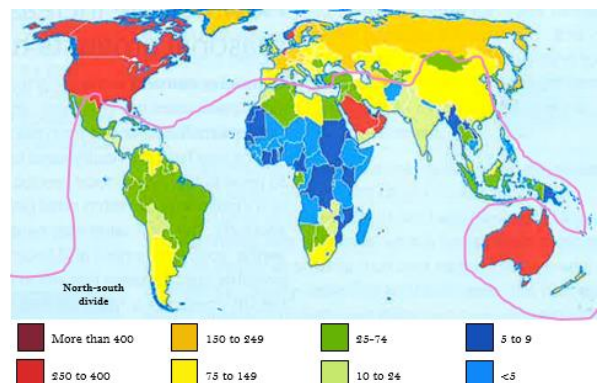 North-south
divide
More than 400
150 to 249
25-74
5 to 9
250 to 400
75 to 149
10 to 24
<5